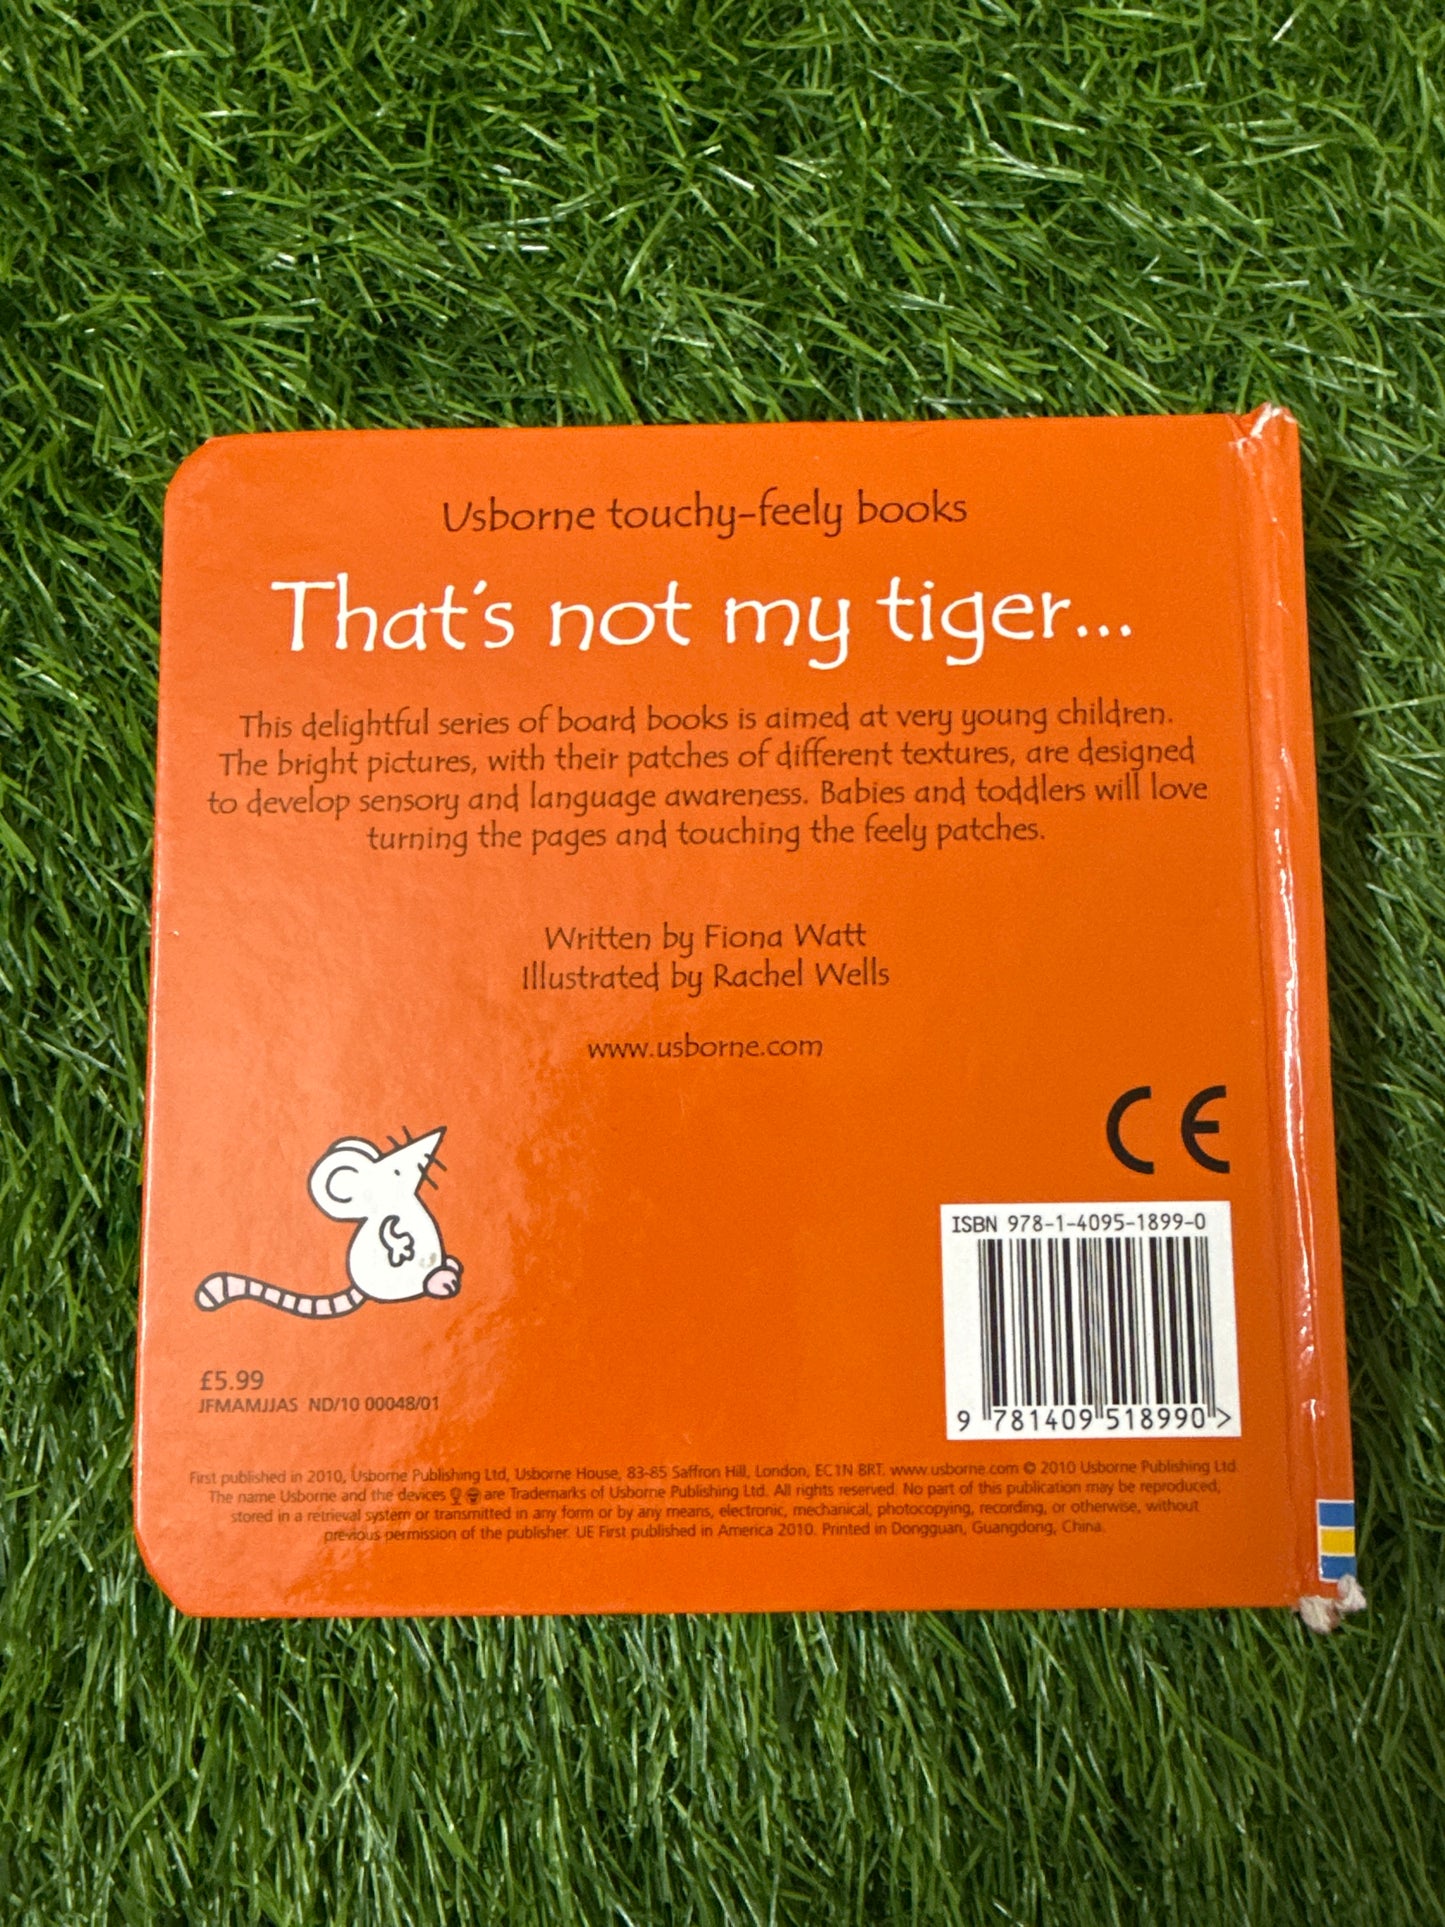 Usborne touchy-feely books
That's not my tiger...
This delightful series of board books is aimed at very young children.
The bright pictures, with their patches of different textures, are designed
to develop sensory and language awareness. Babies and toddlers will love
turning the pages and touching the feely patches.
Written by Fiona Watt
Illustrated by Rachel Wells
www.usborne.com
CE
ISBN 978-1-4095-1899-0
9 781409 518990 >
£5.99
JFMAMJJAS ND/10 00048/01
First published in 2010, Usborne Publishing Ltd, Usborne House, 83-85 Saffron Hill, London, EC1N 8RT. www.usborne.com © 2010 Usborne Publishing Ltd.
The name Usborne and the devices are Trademarks of Usborne Publishing Ltd. All rights reserved. No part of this publication may be reproduced,
stored in a retrieval system or transmitted in any form or by any means, electronic, mechanical, photocopying, recording, or otherwise, without
previous permission of the publisher. UE First published in America 2010. Printed in Dongguan, Guangdong, China.